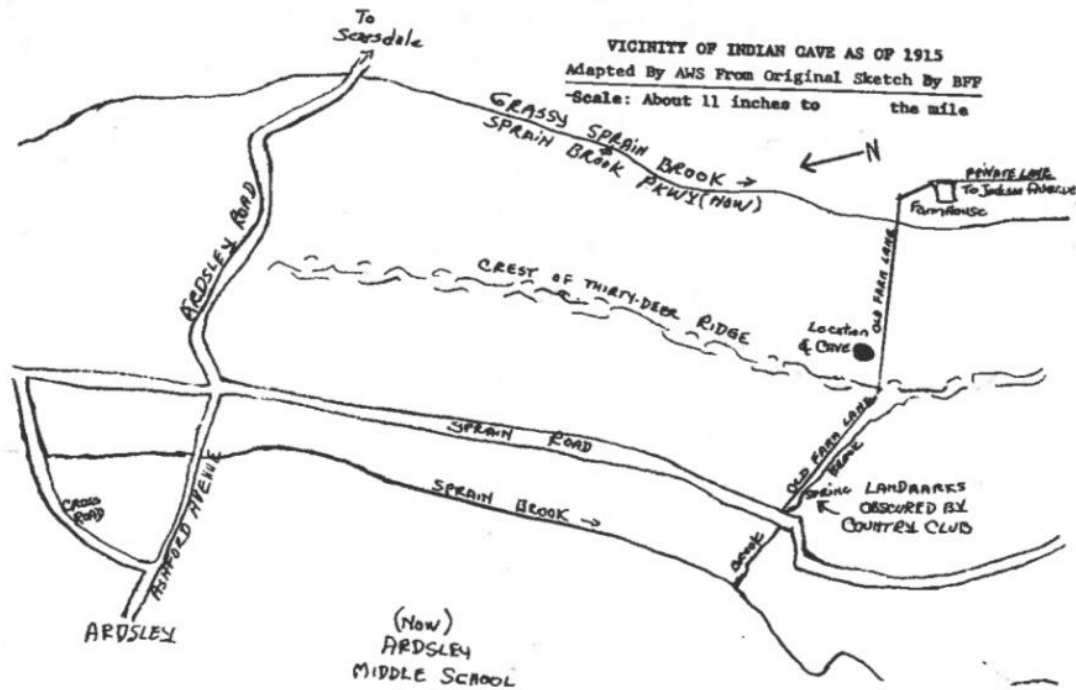 To
Scarsdale
VICINITY OF INDIAN CAVE AS OF 1915
Adapted By AWS From Original Sketch By BFF
Scale: About 11 inches to the mile
GRASSY SPRAIN BROOK →
SPRAIN BROOK PKWY (NOW)
N
PRIVATE LANE
TO JACKSON AVENUE
FARMHOUSE
ARDSLEY ROAD
OLD FARM LANE
CREST OF THIRTY-DEER RIDGE
Location
of CAVE
SPRAIN ROAD
OLD FARM LANE
BROOK
SPRING
LANDMARKS
OBSCURED BY
COUNTRY CLUB
CROSS
ROAD
ASHFORD AVENUE
SPRAIN BROOK →
BROOK
ARDSLEY
(NOW)
ARDSLEY
MIDDLE SCHOOL